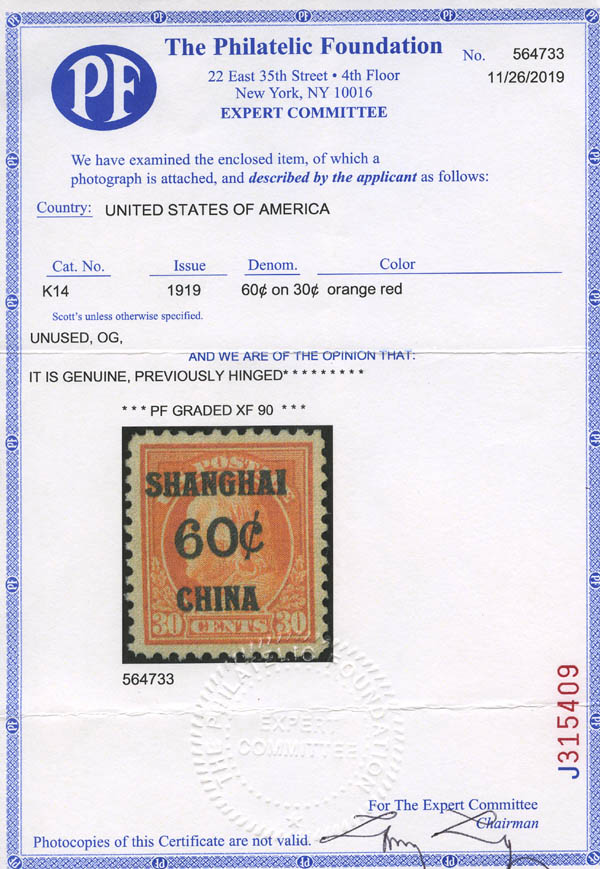 PF
The Philatelic Foundation
No. 564733
22 East 35th Street • 4th Floor
11/26/2019
New York, NY 10016
EXPERT COMMITTEE
We have examined the enclosed item, of which a
photograph is attached, and described by the applicant as follows:
Country: UNITED STATES OF AMERICA
Cat. No. Issue Denom. Color
K14 1919 60¢ on 30¢ orange red
Scott's unless otherwise specified.
UNUSED, OG,
AND WE ARE OF THE OPINION THAT:
IT IS GENUINE, PREVIOUSLY HINGED* * * * * * * * *
* * * PF GRADED XF 90 * * *
POSTAGE
SHANGHAI
60¢
CHINA
30 CENTS 30
564733
THE PHILATELIC FOUNDATION
EXPERT
COMMITTEE
J315409
For The Expert Committee
Chairman
Photocopies of this Certificate are not valid.